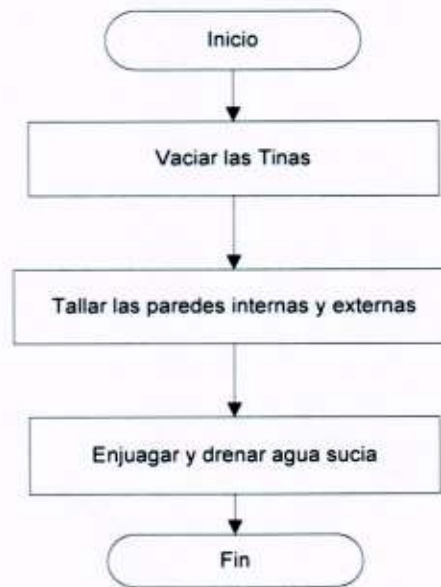 Inicio
Vaciar las Tinas
Tallar las paredes internas y externas
Enjuagar y drenar agua sucia
Fin